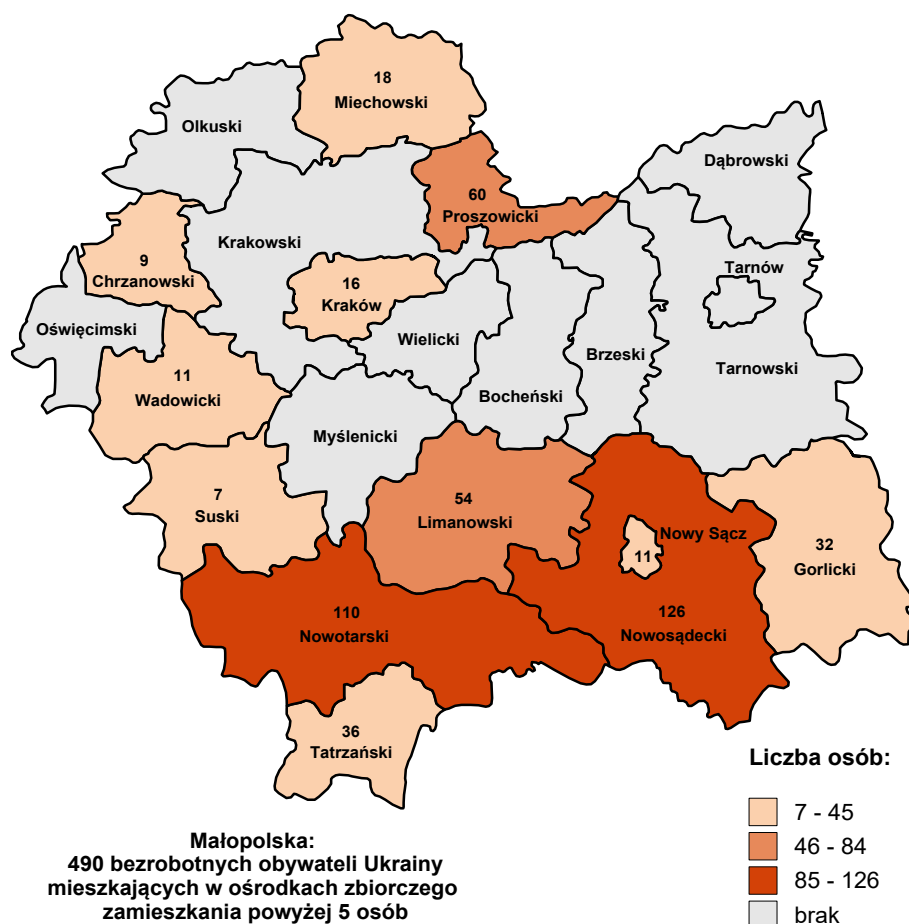 18
Miechowski
Olkuski
Dąbrowski
60
Proszowicki
Krakowski
9
Chrzanowski
16
Kraków
Tarnów
Oświęcimski
Wielicki
Brzeski
Tarnowski
11
Wadowicki
Bocheński
Myślenicki
7
Suski
54
Limanowski
Nowy Sącz
11
32
Gorlicki
110
Nowotarski
126
Nowosądecki
36
Tatrzański
Liczba osób:
7 - 45
46 - 84
85 - 126
brak
Małopolska:
490 bezrobotnych obywateli Ukrainy
mieszkających w ośrodkach zbiorczego
zamieszkania powyżej 5 osób